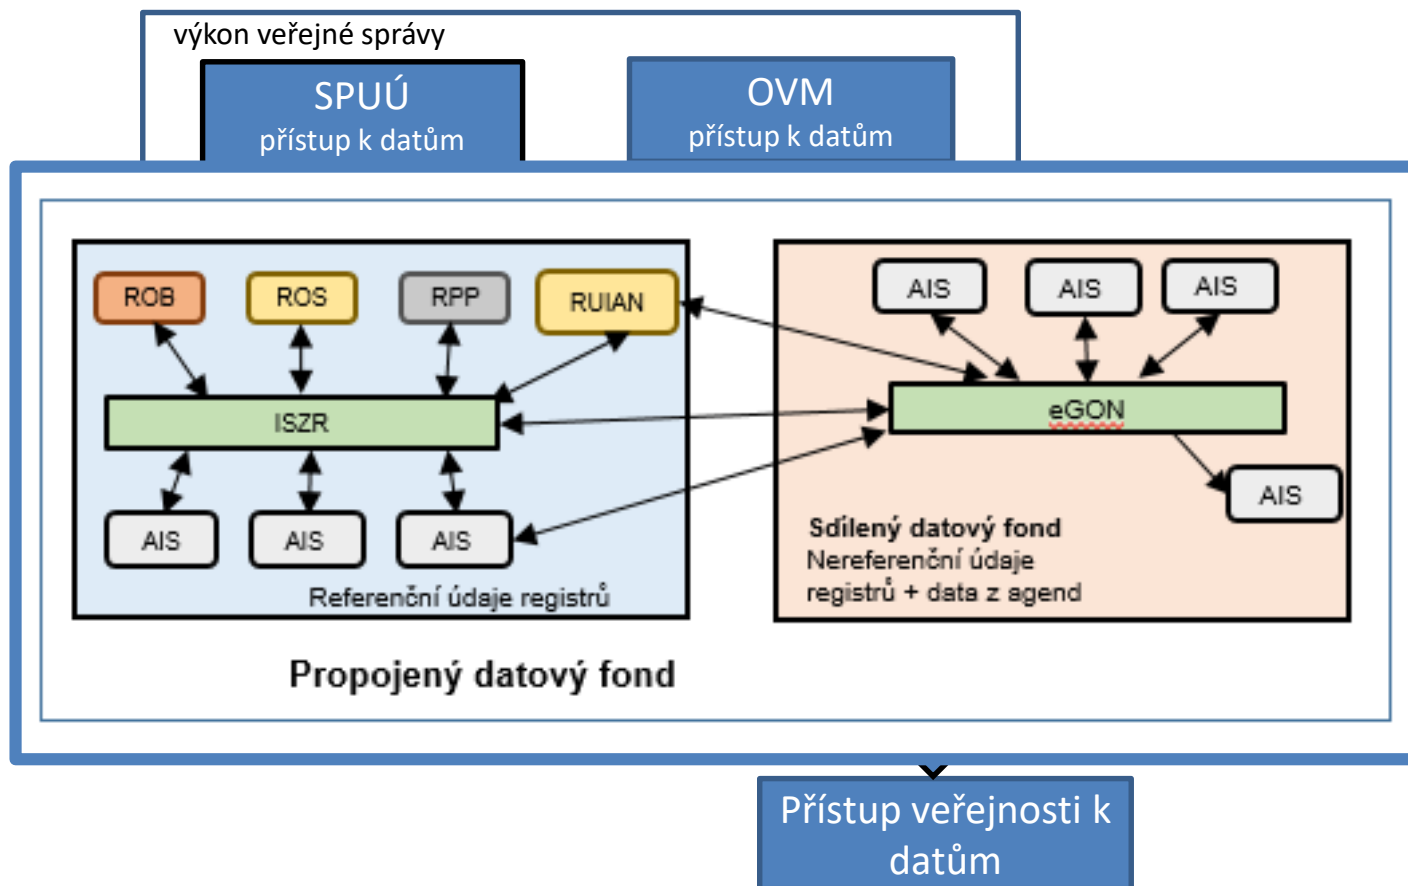 výkon veřejné správy
SPUÚ
přístup k datům
OVM
přístup k datům
ROB
ROS
RPP
RUIAN
ISZR
AIS
AIS
AIS
Referenční údaje registrů
AIS
AIS
AIS
eGON
AIS
Sdílený datový fond
Nereferenční údaje
registrů + data z agend
Propojený datový fond
Přístup veřejnosti k
datům